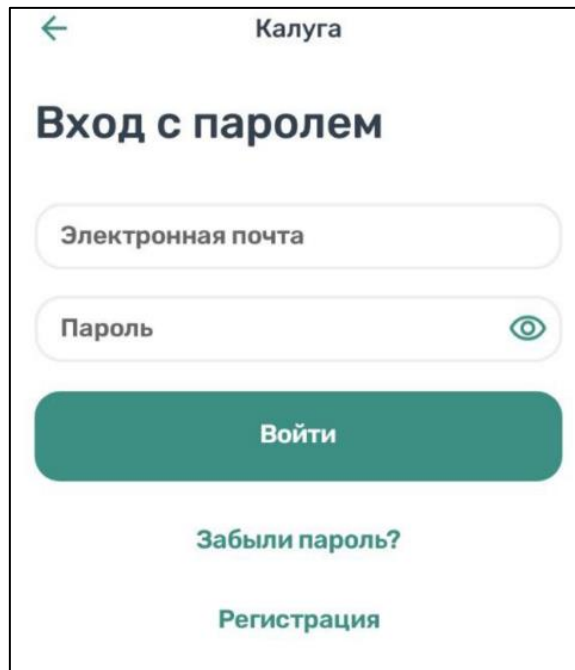 Калуга
Вход с паролем
Электронная почта
Пароль
Войти
Забыли пароль?
Регистрация